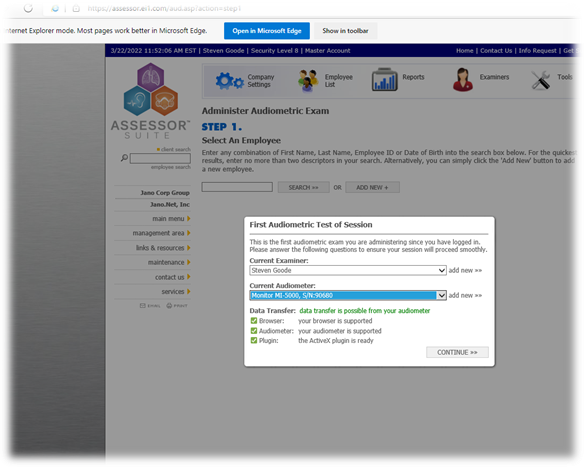 https://assessor.ell.com/aud.asp?action=step1
nternet Explorer mode. Most pages work better in Microsoft Edge.
Open in Microsoft Edge
Show in toolbar
3/22/2022 11:52:06 AM EST | Steven Goode | Security Level 8 | Master Account
Home | Contact Us | Info Request | Get
Company Settings
Employee List
Reports
Examiners
Tools
ASSESSOR™
SUITE
client search
employee search
Jano Corp Group
Jano.Net, Inc
main menu
management area
links & resources
maintenance
contact us
services
EMAIL
PRINT
Administer Audiometric Exam
STEP 1.
Select An Employee
Enter any combination of First Name, Last Name, Employee ID or Date of Birth into the search box below. For the quickest
results, enter no more than two descriptors in your search. Alternatively, you can simply click the 'Add New' button to add
a new employee.
SEARCH »»
OR
ADD NEW +
First Audiometric Test of Session
This is the first audiometric exam you are administering since you have logged in.
Please answer the following questions to ensure your session will proceed smoothly.
Current Examiner:
Steven Goode
add new »»
Current Audiometer:
Monitor MI-5000, S/N:90680
add new »»
Data Transfer: data transfer is possible from your audiometer
Browser: your browser is supported
Audiometer: your audiometer is supported
Plugin: the ActiveX plugin is ready
CONTINUE »»